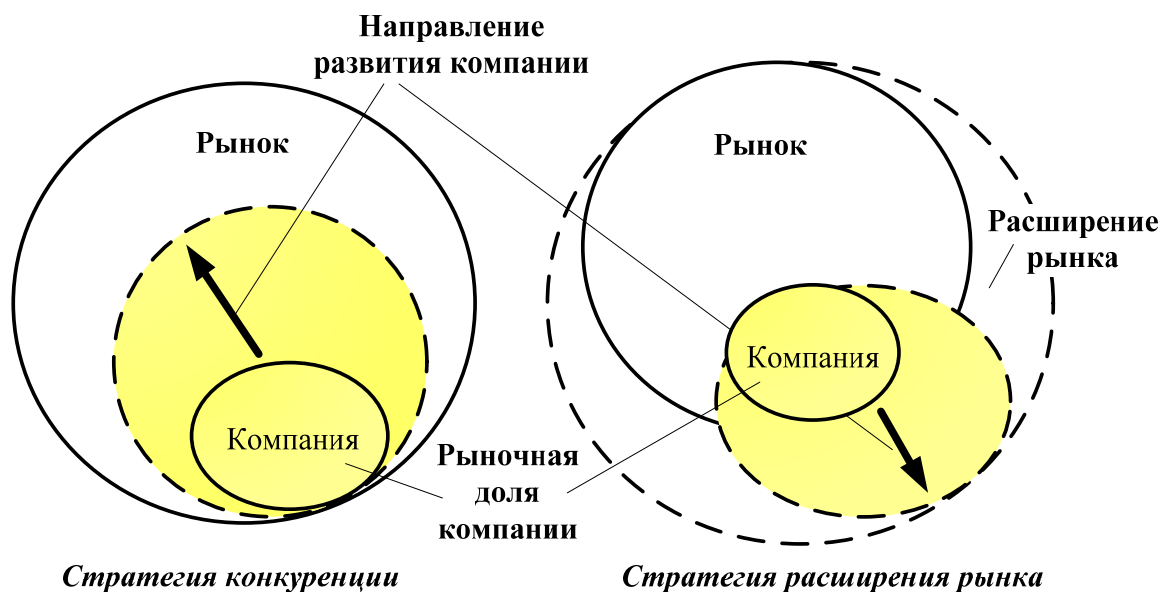 Направление
развития компании
Рынок
Рынок
Расширение
рынка
Компания
Компания
Рыночная
доля
компании
Стратегия конкуренции
Стратегия расширения рынка